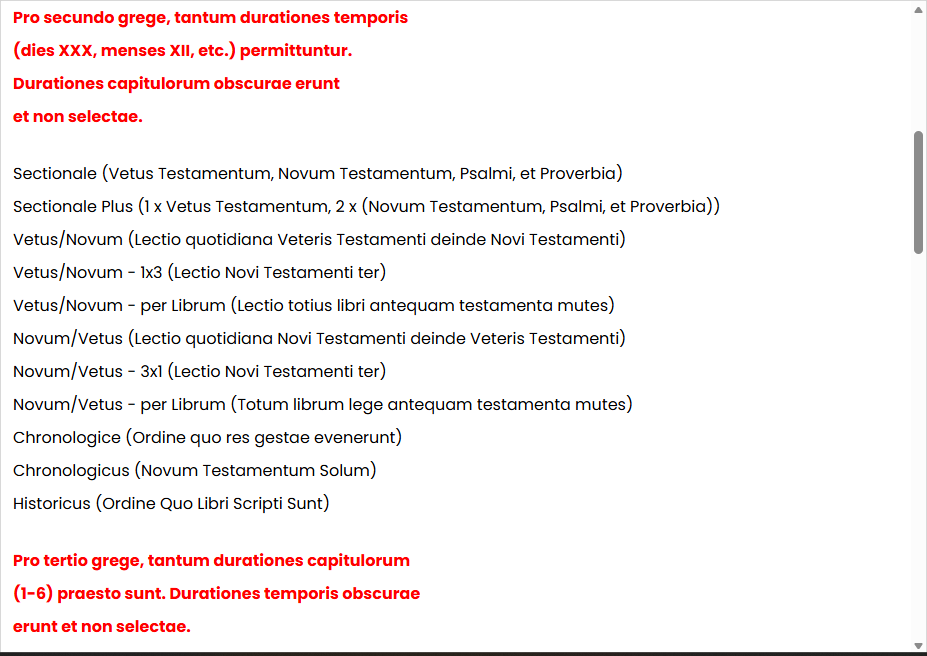 Pro secundo grege, tantum durationes temporis
(dies XXX, menses XII, etc.) permittuntur.
Durationes capitulorum obscurae erunt
et non selectae.
Sectionale (Vetus Testamentum, Novum Testamentum, Psalmi, et Proverbia)
Sectionale Plus (1 x Vetus Testamentum, 2 x (Novum Testamentum, Psalmi, et Proverbia))
Vetus/Novum (Lectio quotidiana Veteris Testamenti deinde Novi Testamenti)
Vetus/Novum - 1x3 (Lectio Novi Testamenti ter)
Vetus/Novum - per Librum (Lectio totius libri antequam testamenta mutes)
Novum/Vetus (Lectio quotidiana Novi Testamenti deinde Veteris Testamenti)
Novum/Vetus - 3x1 (Lectio Novi Testamenti ter)
Novum/Vetus - per Librum (Totum librum lege antequam testamenta mutes)
Chronologice (Ordine quo res gestae evenerunt)
Chronologicus (Novum Testamentum Solum)
Historicus (Ordine Quo Libri Scripti Sunt)
Pro tertio grege, tantum durationes capitulorum
(1-6) praesto sunt. Durationes temporis obscurae
erunt et non selectae.